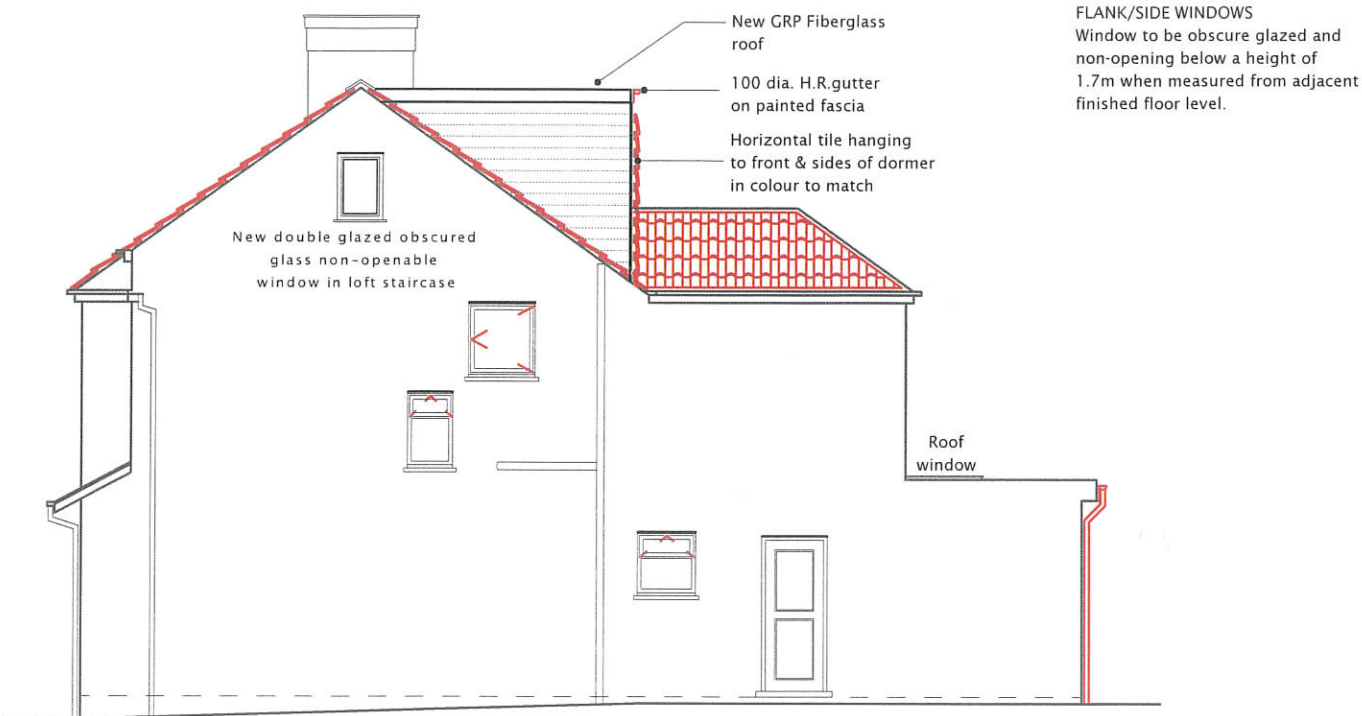 New GRP Fiberglass
roof
100 dia. H.R.gutter
on painted fascia
Horizontal tile hanging
to front & sides of dormer
in colour to match
FLANK/SIDE WINDOWS
Window to be obscure glazed and
non-opening below a height of
1.7m when measured from adjacent
finished floor level.
New double glazed obscured
glass non-openable
window in loft staircase
Roof
window